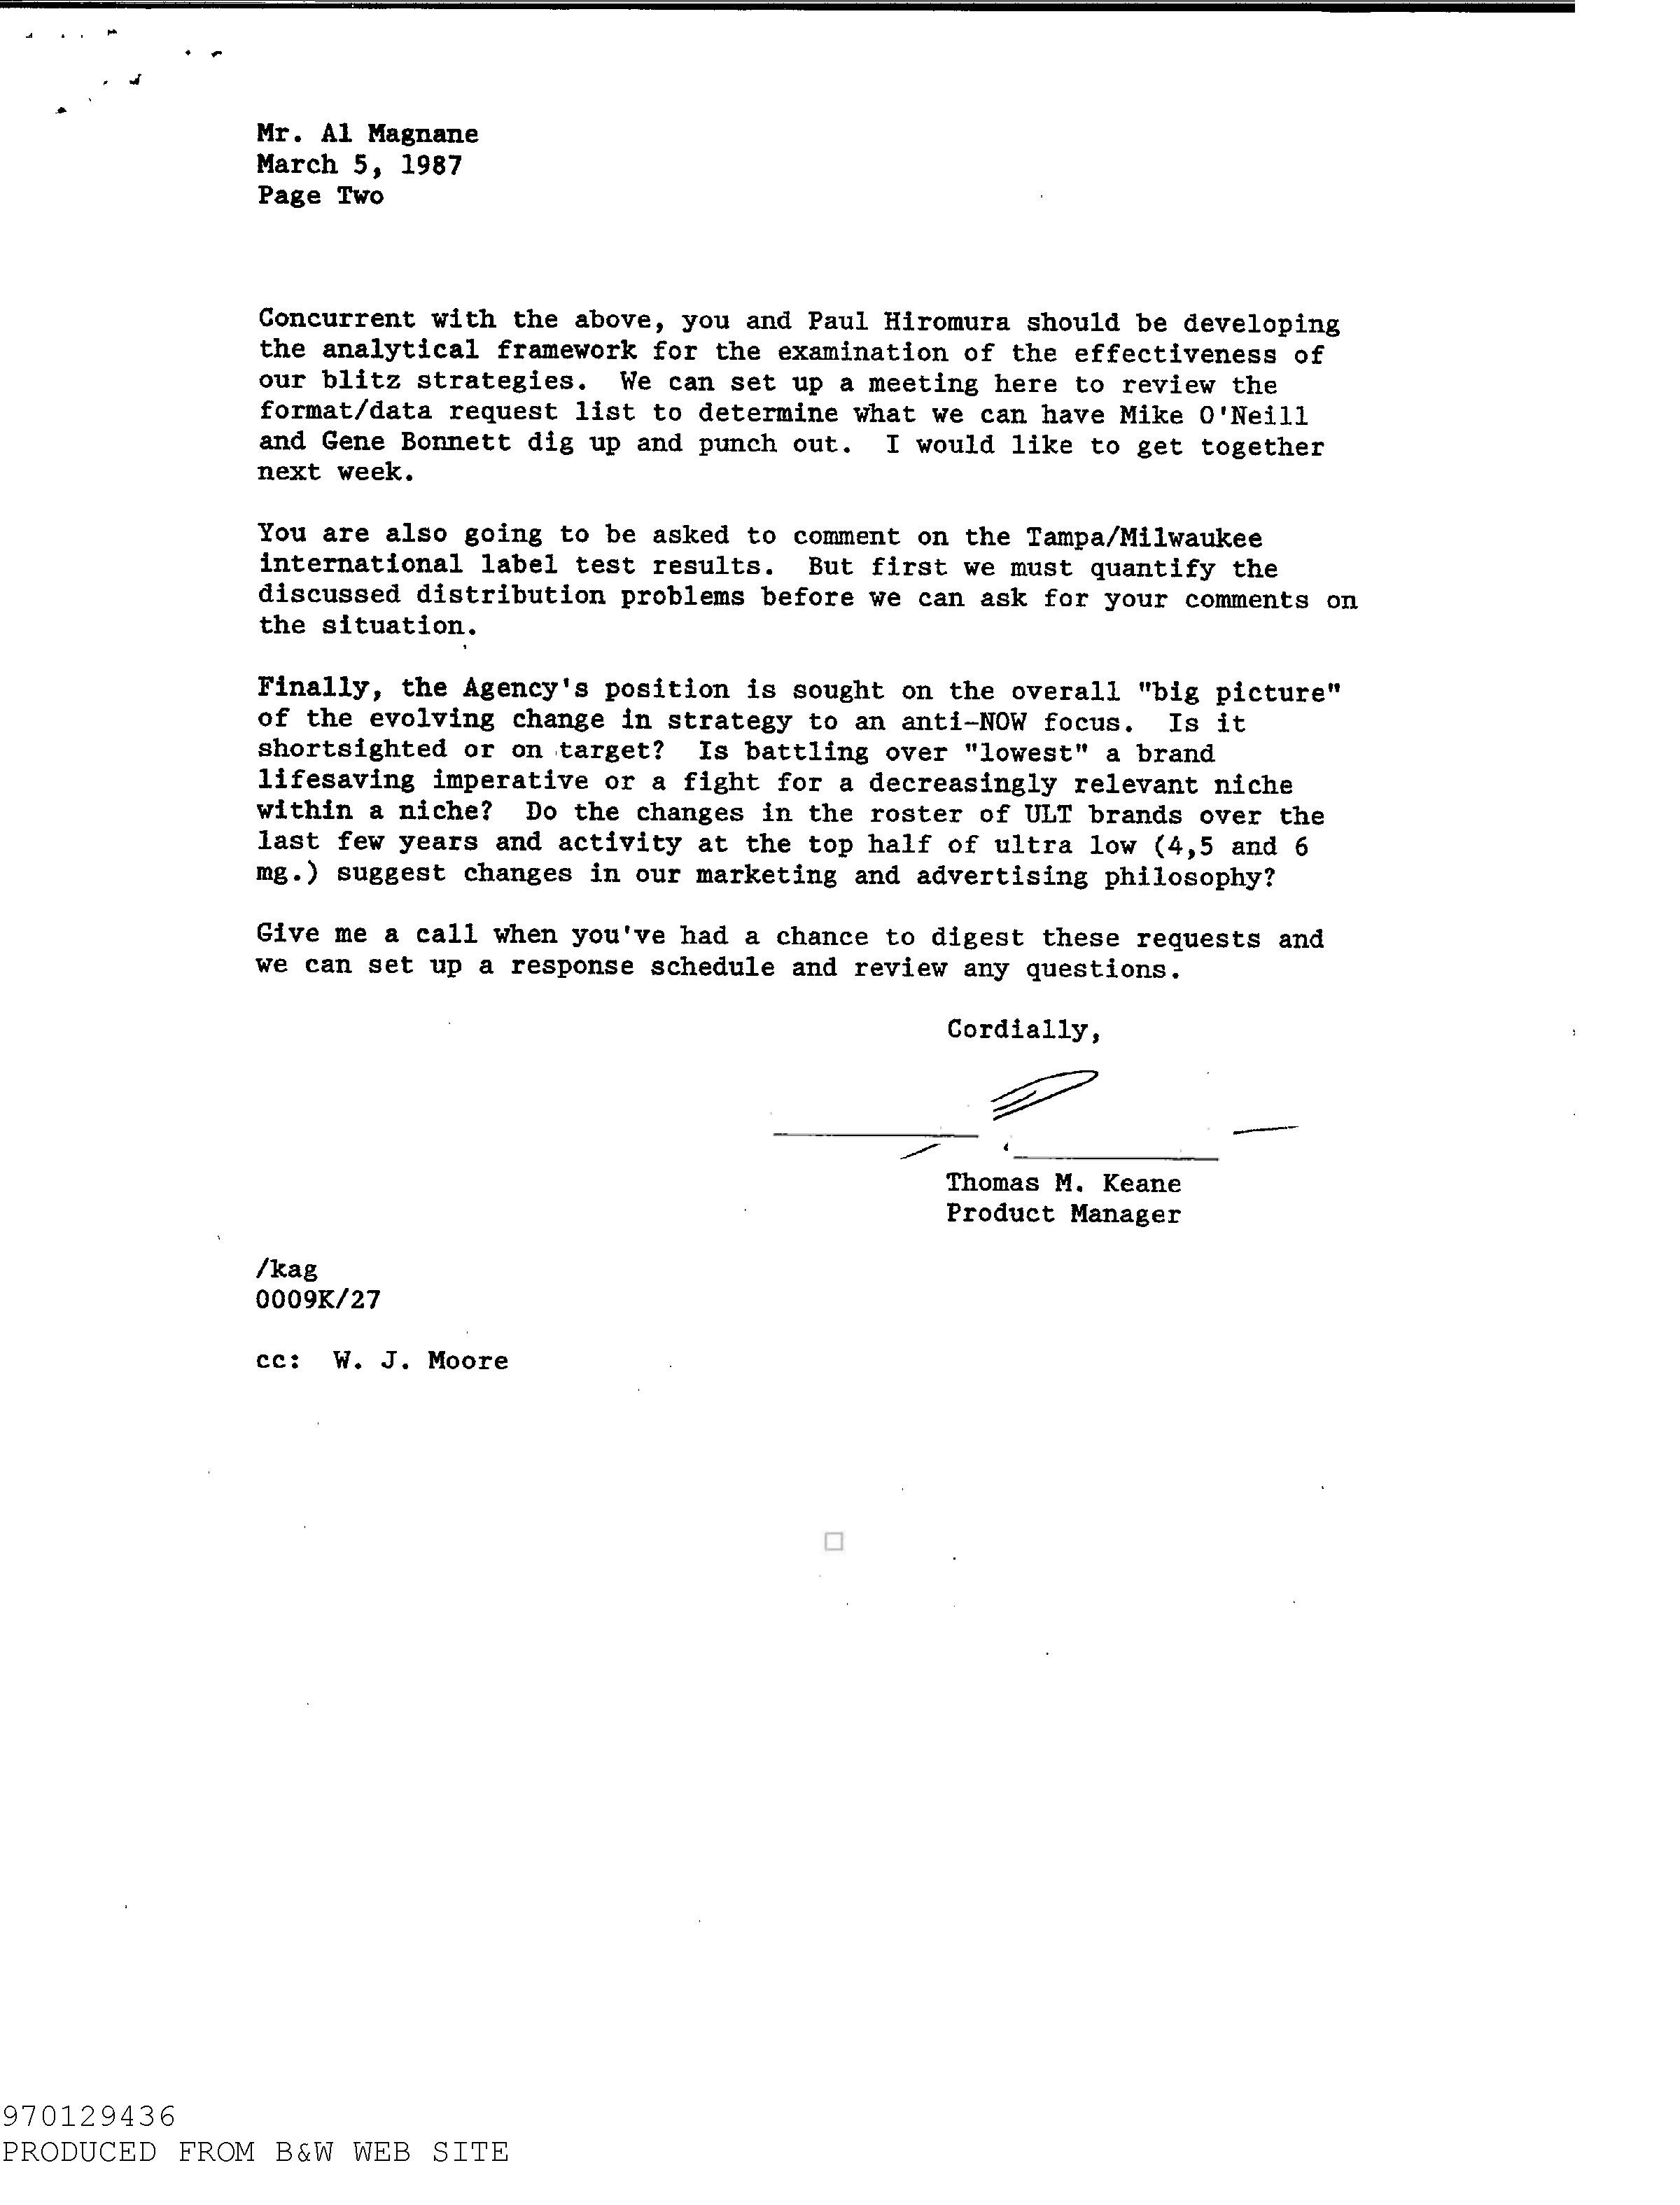 Mr. Al Magnane
March 5, 1987
Page Two
Concurrent with the above, you and Paul Hiromura should be developing
the analytical framework for the examination of the effectiveness of
our blitz strategies.  We can set up a meeting here to review the
format/data request list to determine what we can have Mike O'Neill
and Gene Bonnett dig up and punch out.  I would like to get together
next week.
You are also going to be asked to comment on the Tampa/Milwaukee
international label test results.  But first we must quantify the
discussed distribution problems before we can ask for your comments on
the situation.
Finally, the Agency's position is sought on the overall "big picture"
of the evolving change in strategy to an anti-NOW focus.  Is it
shortsighted or on target?  Is battling over "lowest" a brand
lifesaving imperative or a fight for a decreasingly relevant niche
within a niche?  Do the changes in the roster of ULT brands over the
last few years and activity at the top half of ultra low (4,5 and 6
mg.) suggest changes in our marketing and advertising philosophy?
Give me a call when you've had a chance to digest these requests and
we can set up a response schedule and review any questions.
Cordially,
Thomas M. Keane
Product Manager
/kag
0009K/27
cc:  W. J. Moore
970129436
PRODUCED FROM B&W WEB SITE